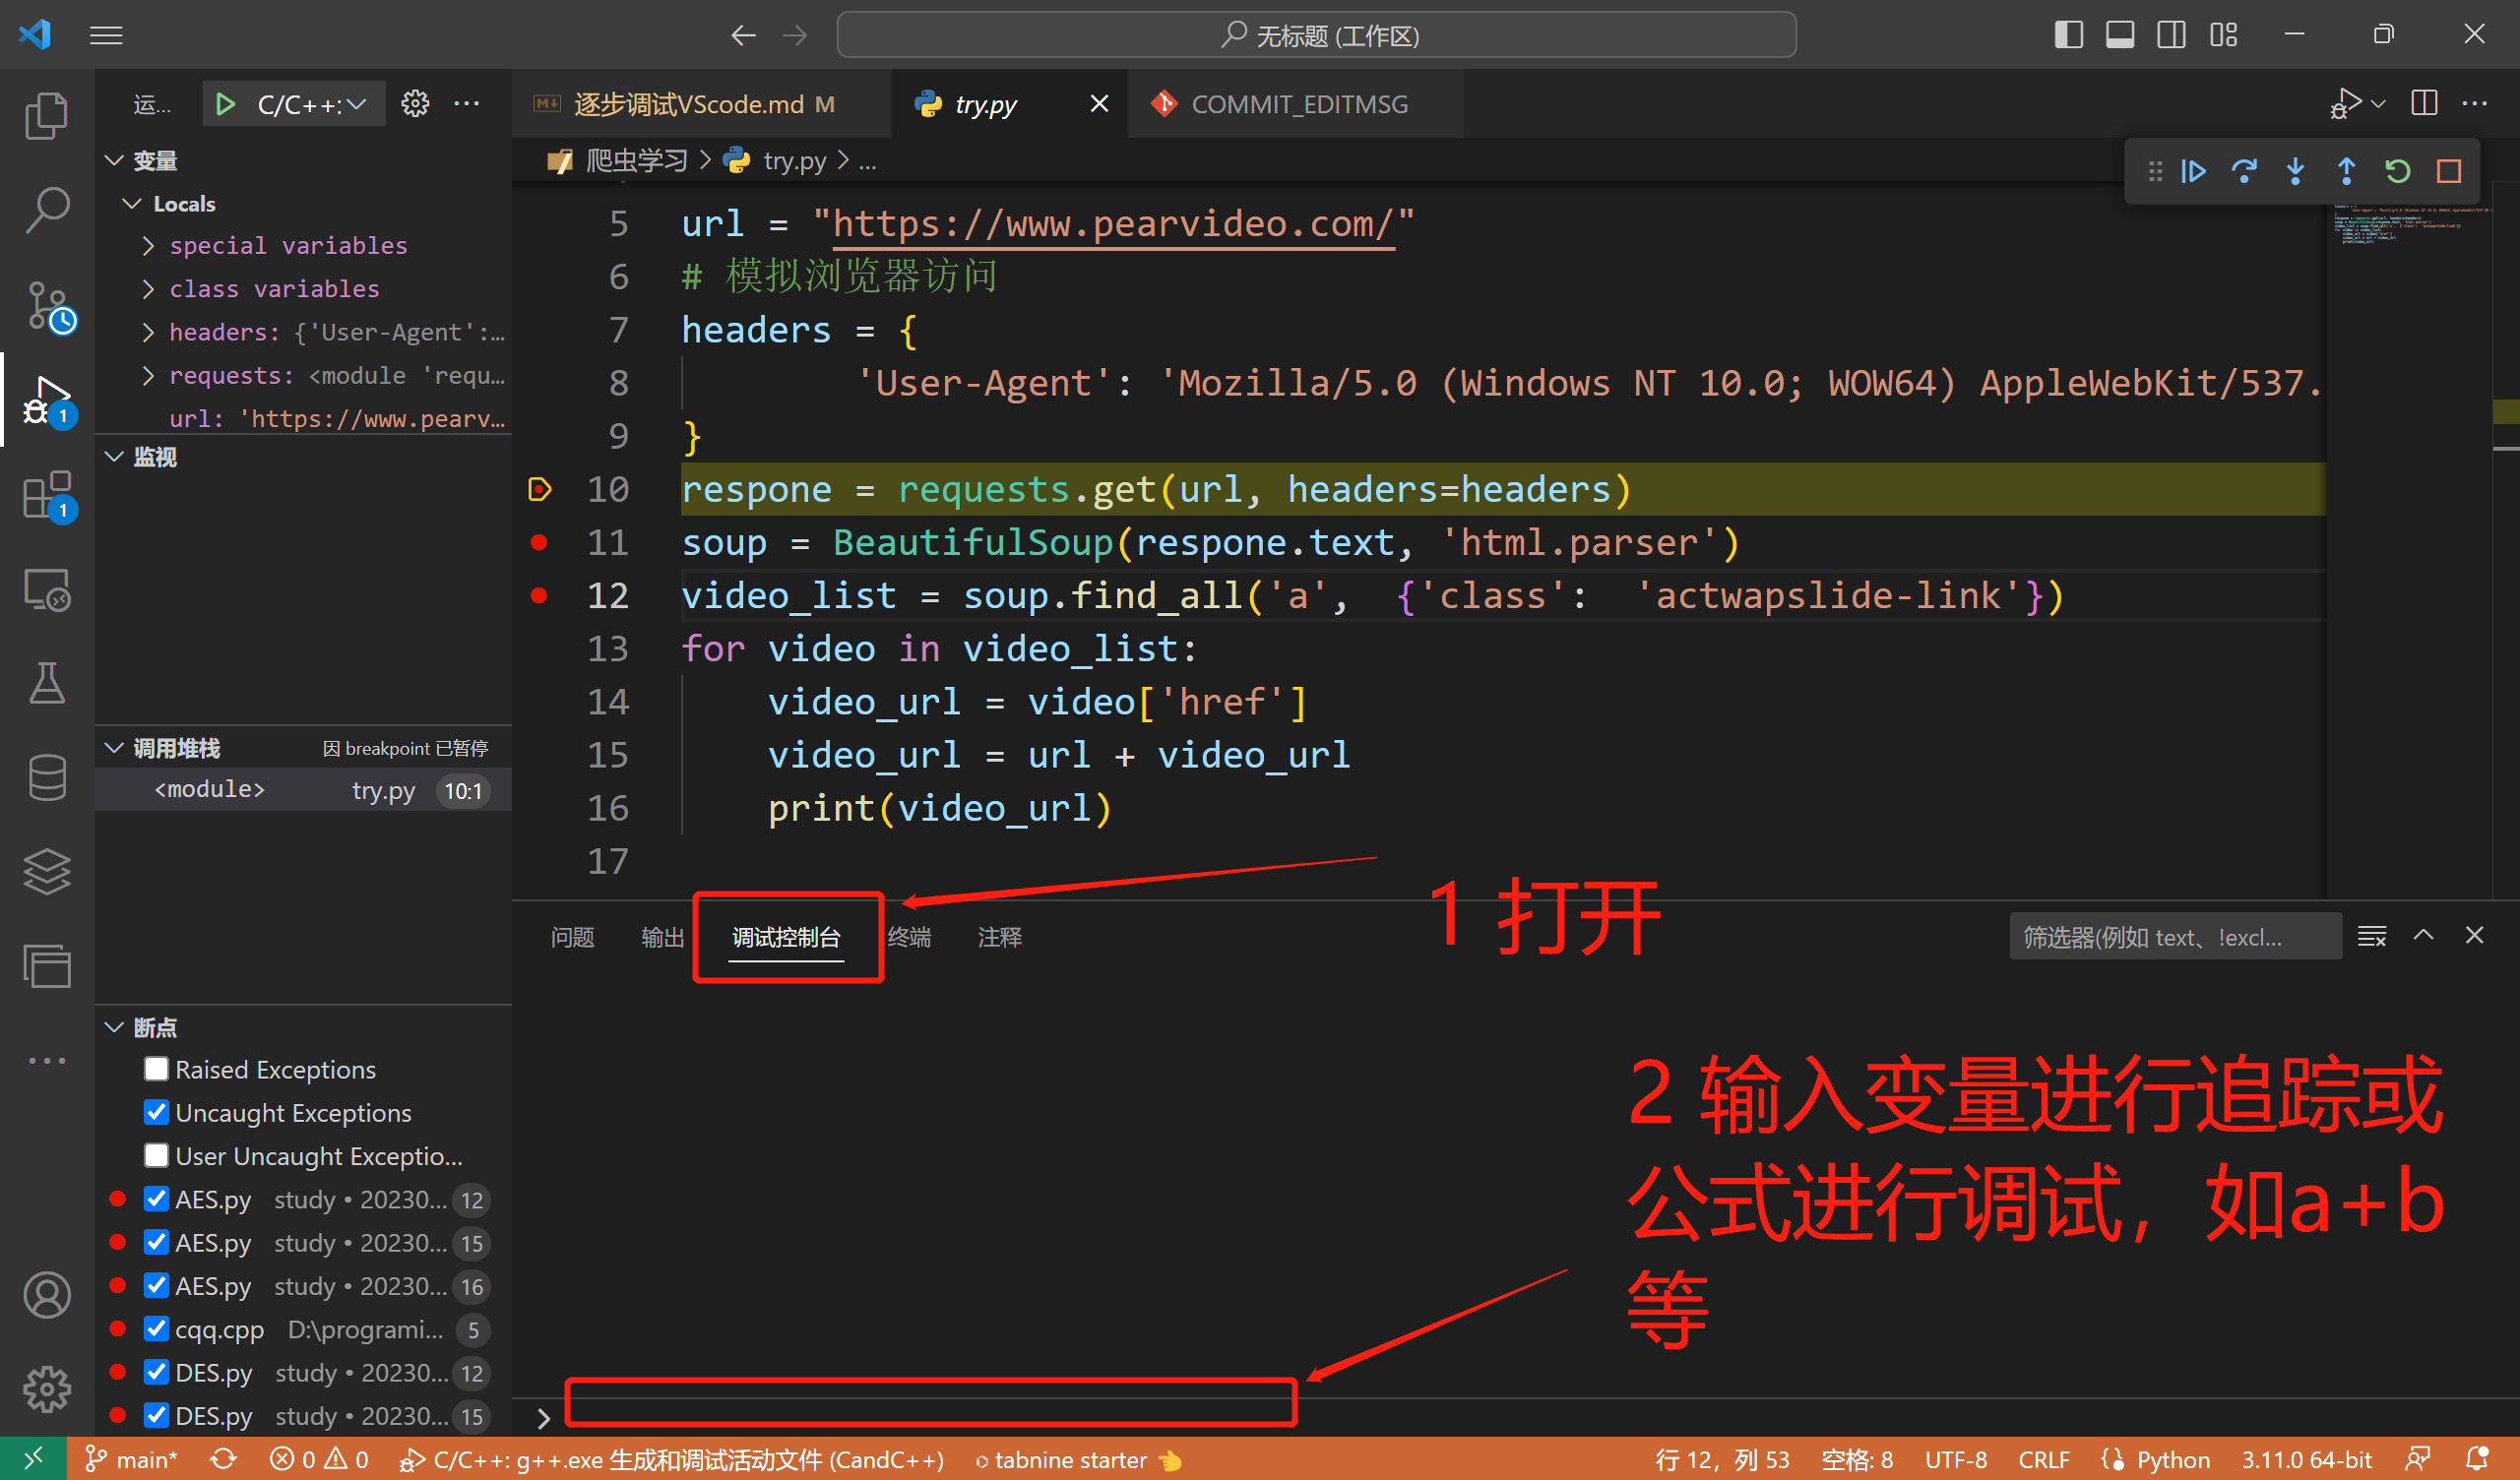 无标题 (工作区)
运... C/C++: ...
逐步调试VScode.md M
try.py
COMMIT_EDITMSG
爬虫学习 > try.py > ...
变量
Locals
special variables
class variables
headers: {'User-Agent':...
requests: <module 'requ...
url: 'https://www.pearv...
监视
调用堆栈 因 breakpoint 已暂停
<module> try.py 10:1
断点
Raised Exceptions
Uncaught Exceptions
User Uncaught Exceptio...
AES.py study • 20230... 12
AES.py study • 20230... 15
AES.py study • 20230... 16
cqq.cpp D:\programi... 5
DES.py study • 20230... 12
DES.py study • 20230... 15
5 url = "https://www.pearvideo.com/"
6 # 模拟浏览器访问
7 headers = {
8 'User-Agent': 'Mozilla/5.0 (Windows NT 10.0; WOW64) AppleWebKit/537.
9 }
10 respone = requests.get(url, headers=headers)
11 soup = BeautifulSoup(respone.text, 'html.parser')
12 video_list = soup.find_all('a', {'class': 'actwapslide-link'})
13 for video in video_list:
14 video_url = video['href']
15 video_url = url + video_url
16 print(video_url)
17
问题 输出 调试控制台 终端 注释
筛选器(例如 text、!excl...
1 打开
2 输入变量进行追踪或
公式进行调试，如a+b
等
main* 0 0 C/C++: g++.exe 生成和调试活动文件 (CandC++) tabnine starter
行 12，列 53 空格: 8 UTF-8 CRLF Python 3.11.0 64-bit